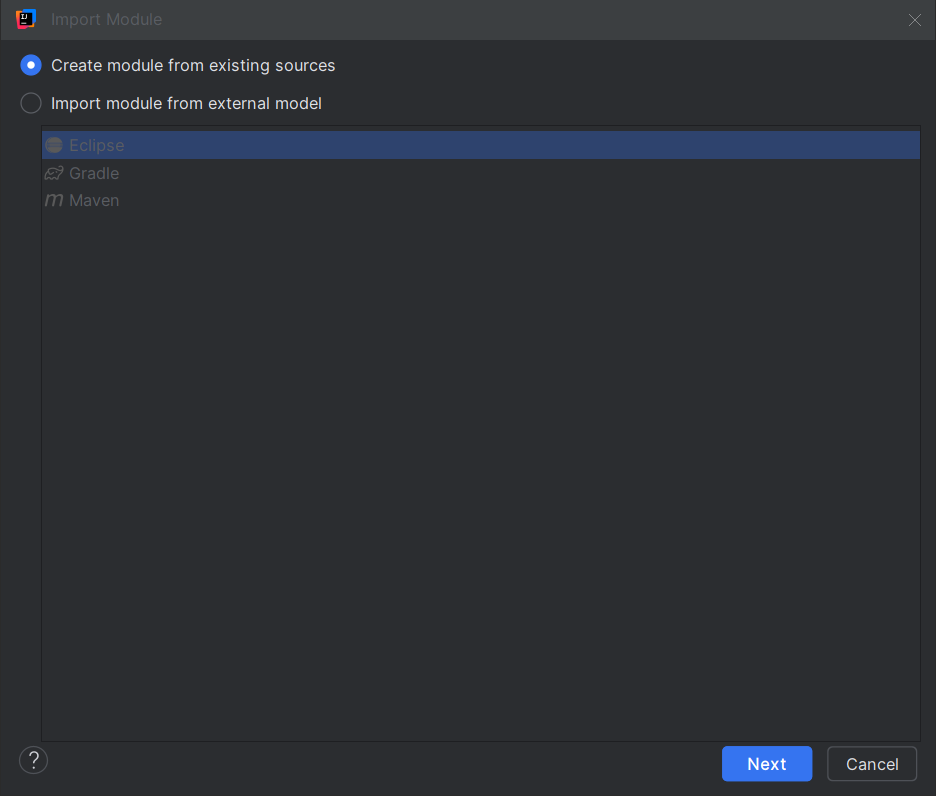 Import Module
Create module from existing sources
Import module from external model
Eclipse
Gradle
m Maven
?
Next Cancel